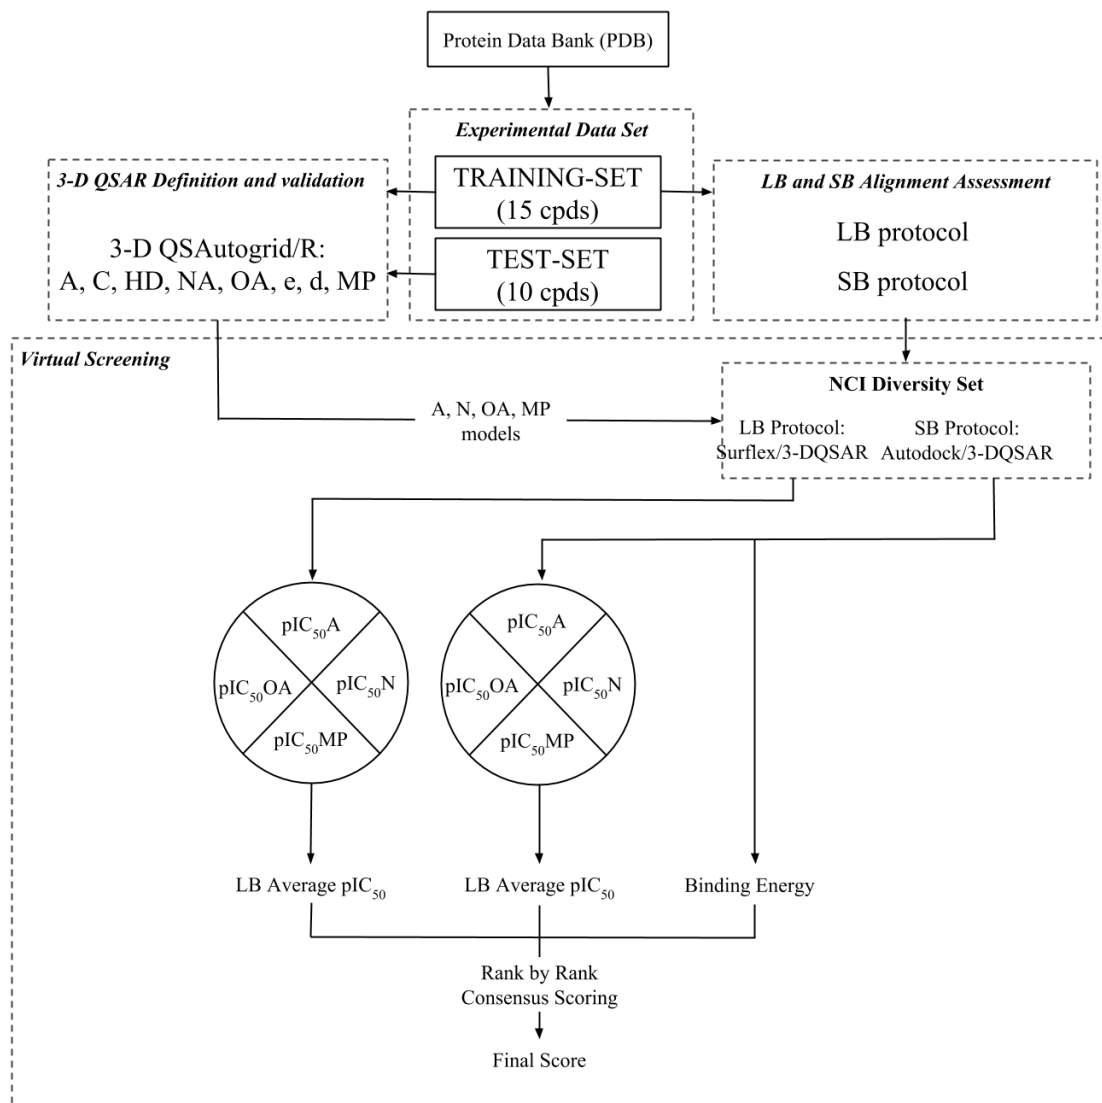 Protein Data Bank (PDB)
Experimental Data Set
TRAINING-SET
(15 cpds)
TEST-SET
(10 cpds)
3-D QSAR Definition and validation
3-D QSAutogrid/R:
A, C, HD, NA, OA, e, d, MP
LB and SB Alignment Assessment
LB protocol
SB protocol
Virtual Screening
NCI Diversity Set
LB Protocol:
Surflex/3-DQSAR
SB Protocol:
Autodock/3-DQSAR
A, N, OA, MP
models
pIC50A
pIC50OA
pIC50N
pIC50MP
pIC50A
pIC50OA
pIC50N
pIC50MP
LB Average pIC50
LB Average pIC50
Binding Energy
Rank by Rank
Consensus Scoring
Final Score